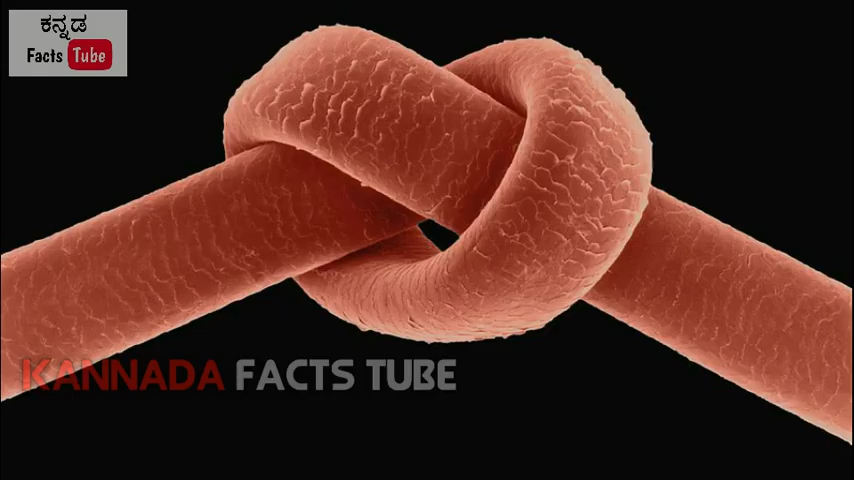 ಕನ್ನಡ
Facts Tube
KANNADA FACTS TUBE